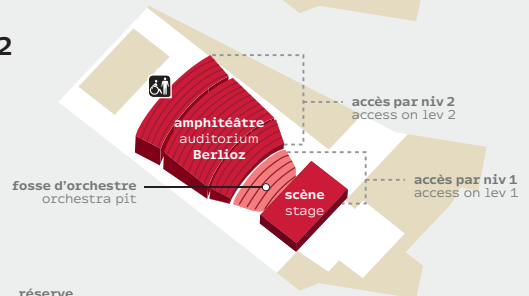 2
accès par niv 2
access on lev 2
amphitéâtre
auditorium
Berlioz
fosse d'orchestre
orchestra pit
accès par niv 1
access on lev 1
scène
stage
réserve